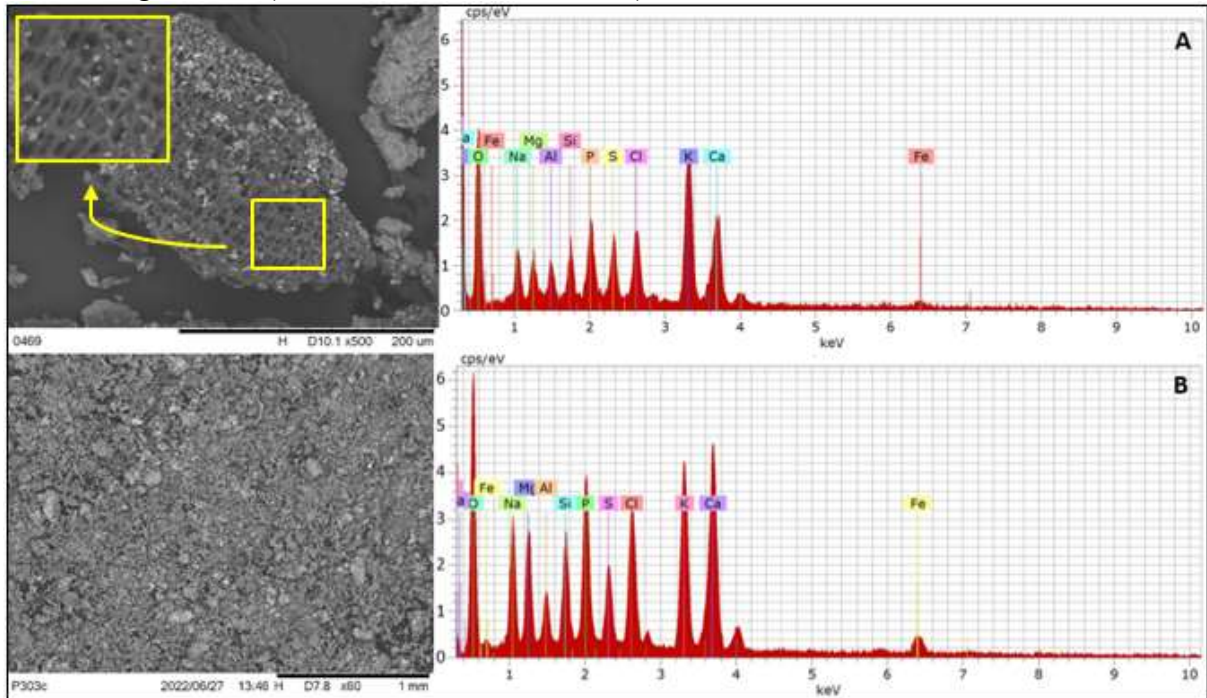 cps/eV
A
6
5
4
3
2
1
0
a Fe Mg Si
O Na Al P S Cl K Ca Fe
1 2 3 4 5 6 7 8 9 10
keV
0469 H D10.1 x500 200 um
cps/eV
B
6
5
4
3
2
1
0
a Fe Mg Al
O Na Si P S Cl K Ca Fe
1 2 3 4 5 6 7 8 9 10
keV
P303c 2022/06/27 13:46 H D7.8 x60 1 mm